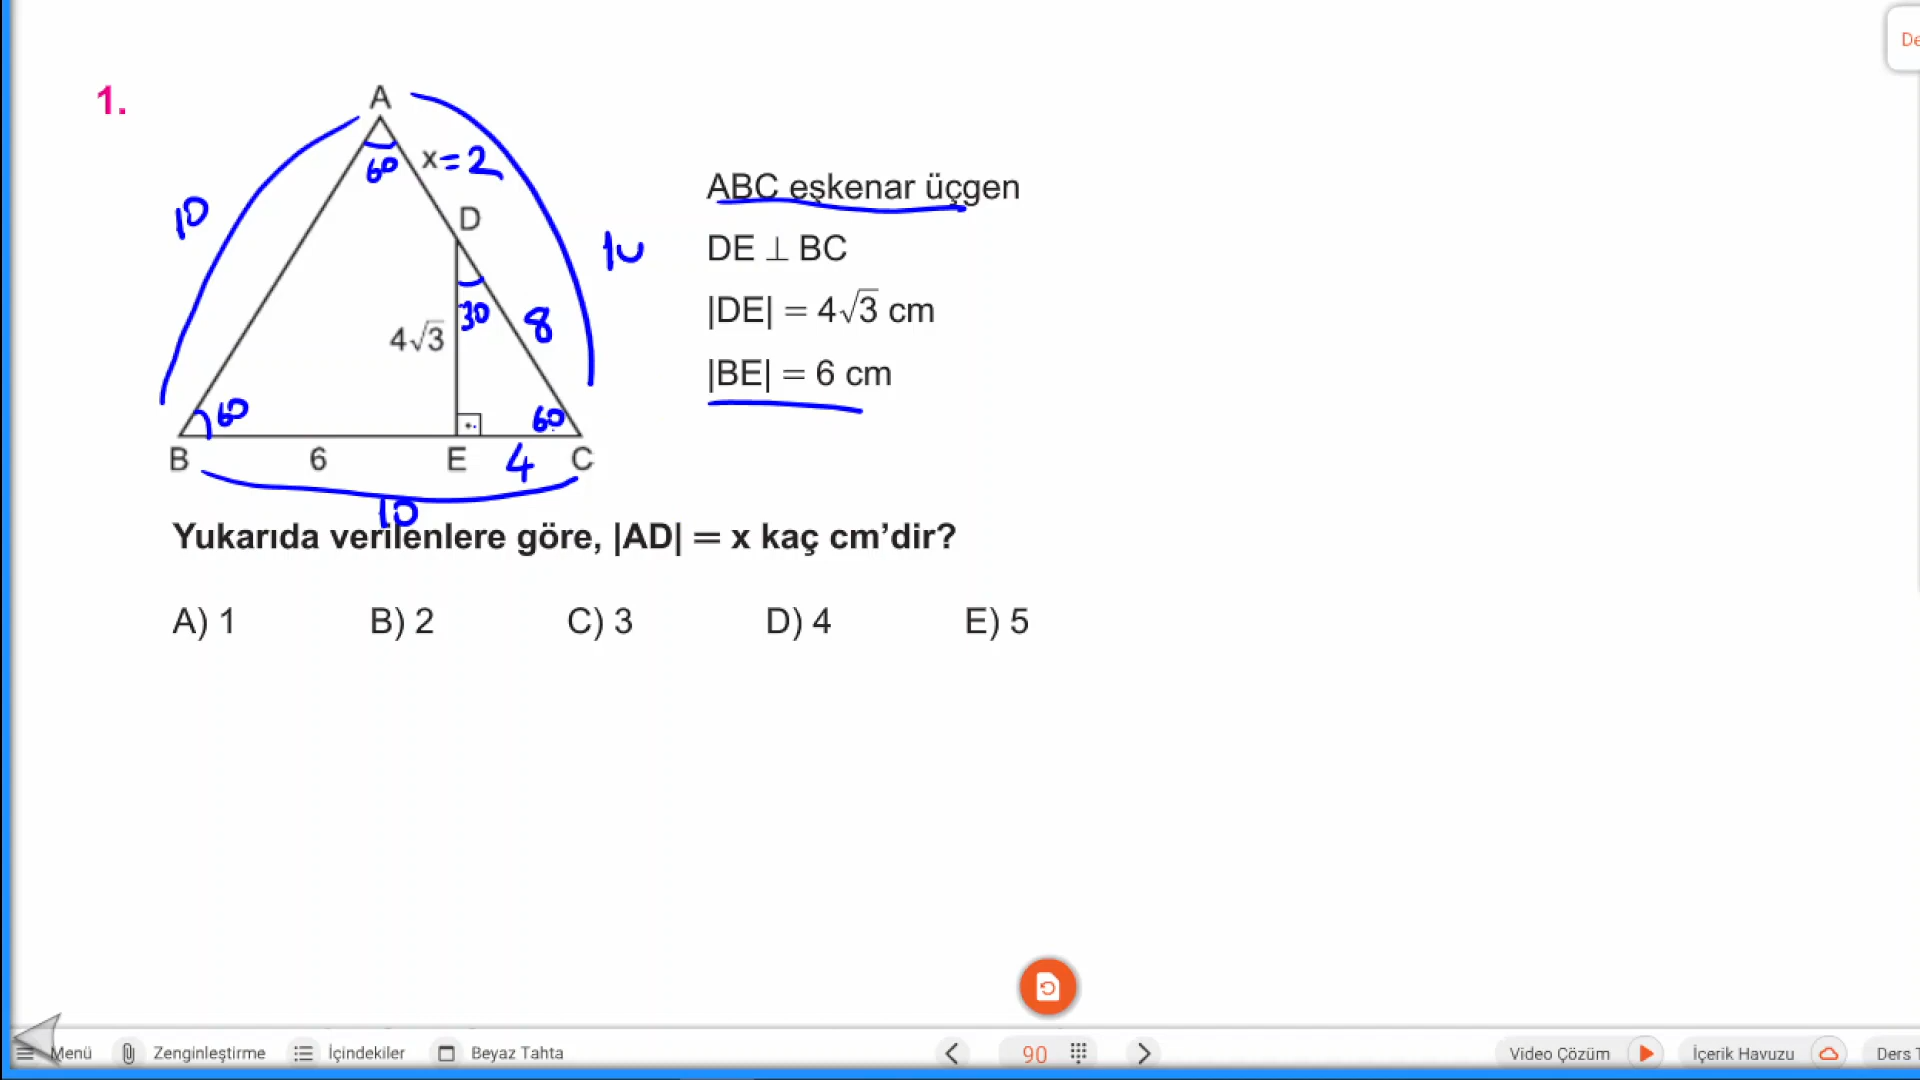 De
1.
A
60
x=2
10
D
10
30
8
4√3
60
60
B
6
E
4
C
10
ABC eşkenar üçgen
DE ⊥ BC
|DE| = 4√3 cm
|BE| = 6 cm
Yukarıda verilenlere göre, |AD| = x kaç cm’dir?
A) 1 B) 2 C) 3 D) 4 E) 5
Menü Zenginleştirme İçindekiler Beyaz Tahta 90 Video Çözüm İçerik Havuzu Ders